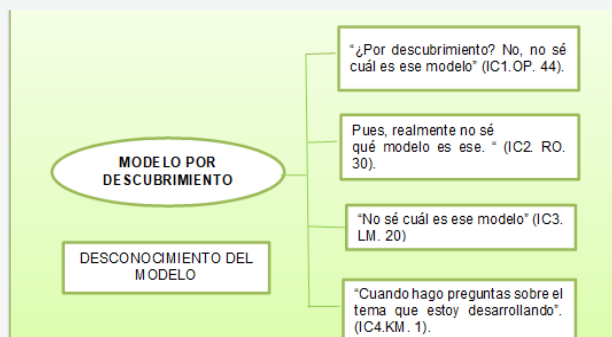 “¿Por descubrimiento? No, no sé
cuál es ese modelo” (IC1.OP. 44).
Pues, realmente no sé
qué modelo es ese. “ (IC2. RO.
30).
MODELO POR
DESCUBRIMIENTO
“No sé cuál es ese modelo” (IC3.
LM. 20)
DESCONOCIMIENTO DEL
MODELO
“Cuando hago preguntas sobre el
tema que estoy desarrollando”.
(IC4.KM. 1).